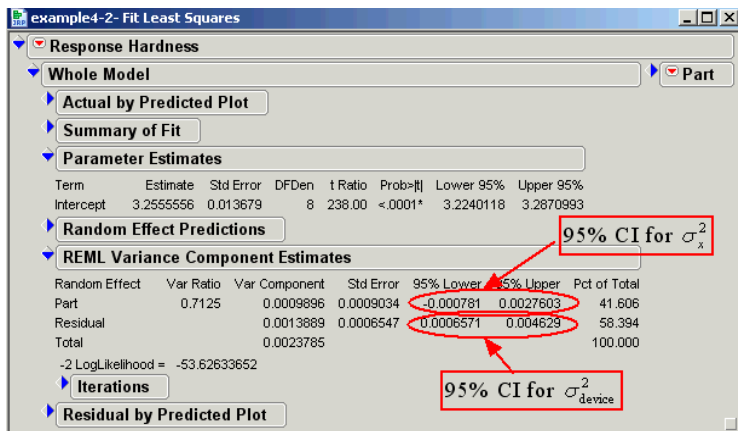 example4-2- Fit Least Squares
Response Hardness
Whole Model
Part
Actual by Predicted Plot
Summary of Fit
Parameter Estimates
Term Estimate Std Error DFDen t Ratio Prob>|t| Lower 95% Upper 95%
Intercept 3.2555556 0.013679 8 238.00 <.0001* 3.2240118 3.2870993
Random Effect Predictions
95% CI for σ²ₓ
REML Variance Component Estimates
Random Effect Var Ratio Var Component Std Error 95% Lower 95% Upper Pct of Total
Part 0.7125 0.0009896 0.0009034 -0.000781 0.0027603 41.606
Residual 0.0013889 0.0006547 0.0006571 0.004629 58.394
Total 0.0023785 100.000
-2 LogLikelihood = -53.62633652
Iterations
95% CI for σ²device
Residual by Predicted Plot